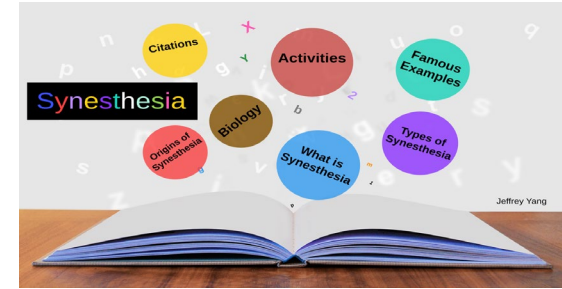 Citations
Activities
Famous
Examples
Synesthesia
Biology
Origins of
Synesthesia
What is
Synesthesia
Types of
Synesthesia
Jeffrey Yang